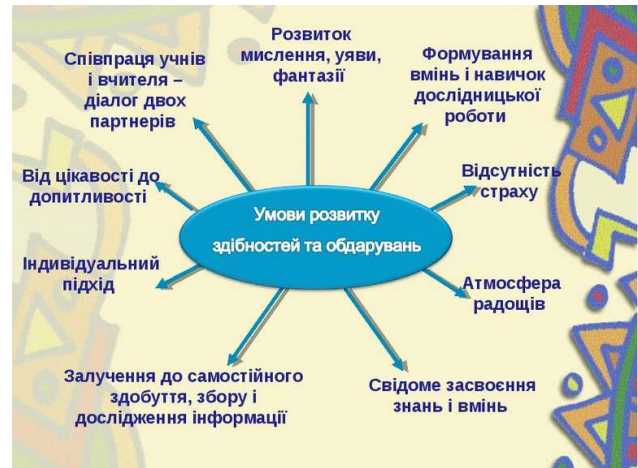 Розвиток
мислення, уяви,
фантазії
Співпраця учнів
і вчителя –
діалог двох
партнерів
Формування
вмінь і навичок
дослідницької
роботи
Від цікавості до
допитливості
Відсутність
страху
Умови розвитку
здібностей та обдарувань
Індивідуальний
підхід
Атмосфера
радощів
Залучення до самостійного
здобуття, збору і
дослідження інформації
Свідоме засвоєння
знань і вмінь